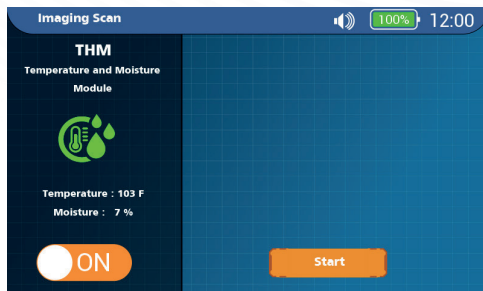 Imaging Scan
100%
12:00
THM
Temperature and Moisture
Module
Temperature : 103 F
Moisture : 7 %
ON
Start